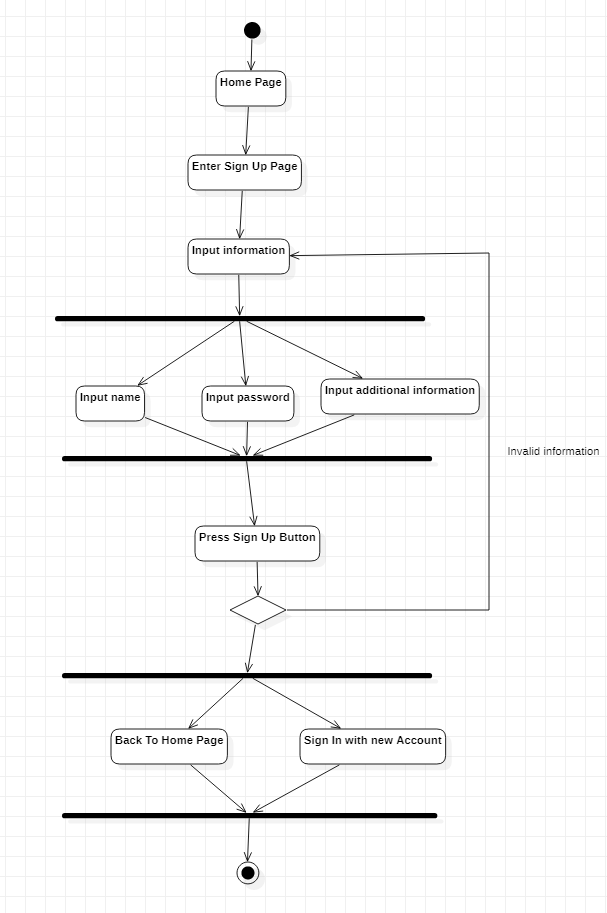 Home Page
Enter Sign Up Page
Input information
Input name
Input password
Input additional information
Invalid information
Press Sign Up Button
Back To Home Page
Sign In with new Account